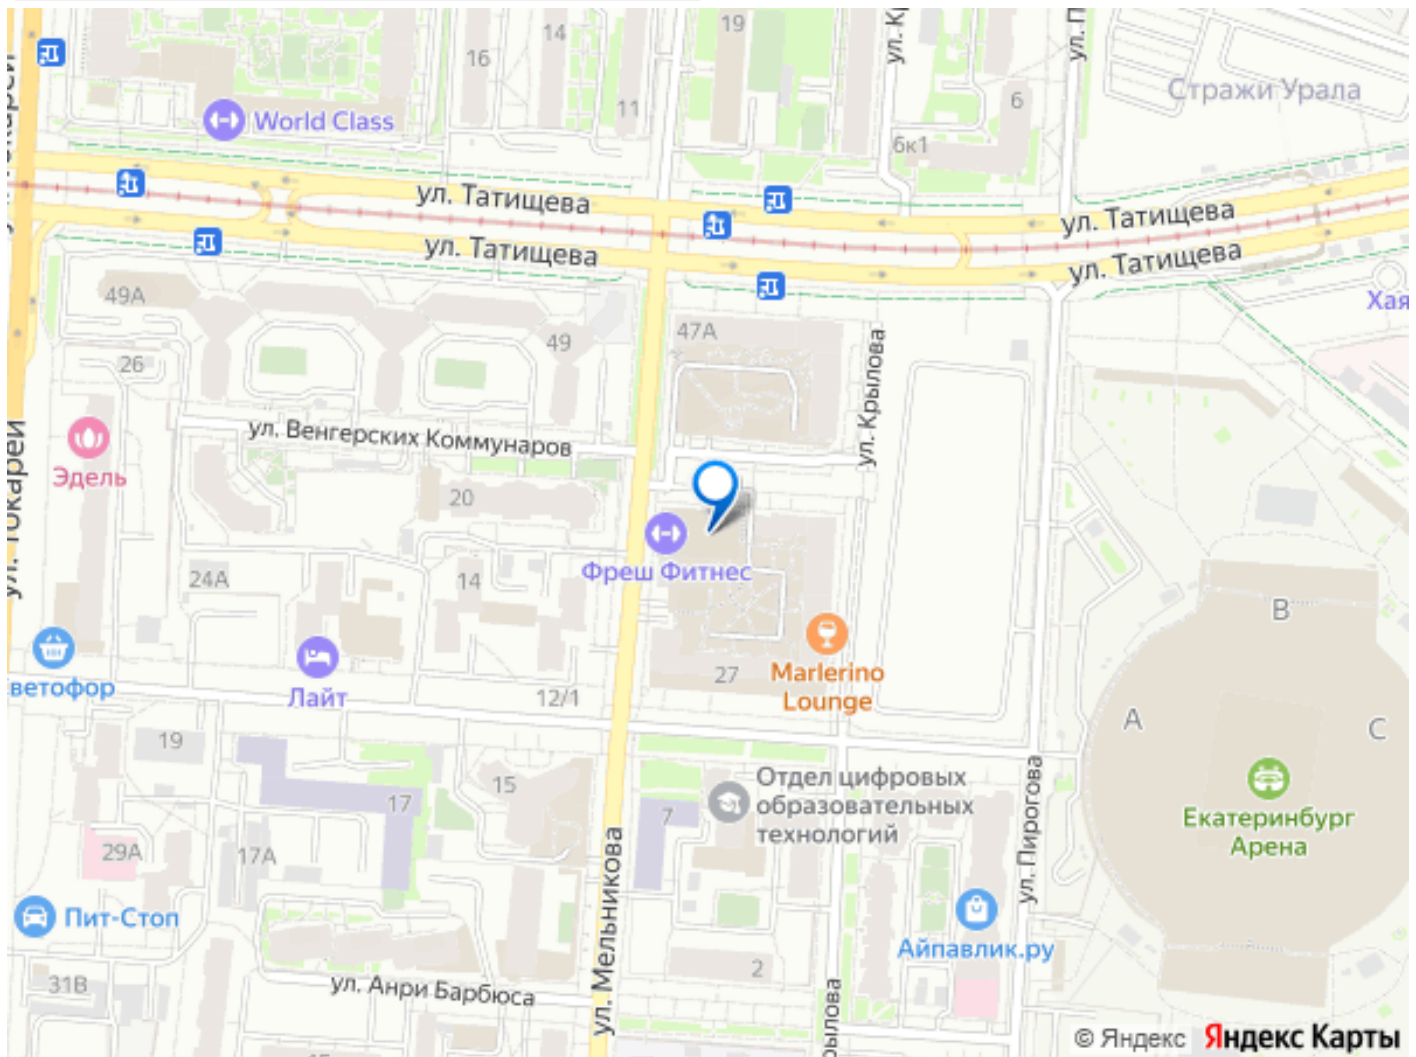 19
14
16
11
6
6к1
Стражи Урала
World Class
ул. Татищева
ул. Татищева
ул. Татищева
ул. Татищева
Хая
49А
49
47А
26
ул. Крылова
ул. Венгерских Коммунаров
Эдель
20
ул. Токарей
24А
14
Фреш Фитнес
B
A
C
ветофор
Лайт
12/1
27
Marlerino
Lounge
19
15
17
7
Отдел цифровых
образовательных
технологий
ул. Пирогова
Екатеринбург
Арена
29А
17А
ул. Мельникова
Пит-Стоп
Айпавлик.ру
2
31В
ул. Анри Барбюса
рылова
© Яндекс Яндекс Карты